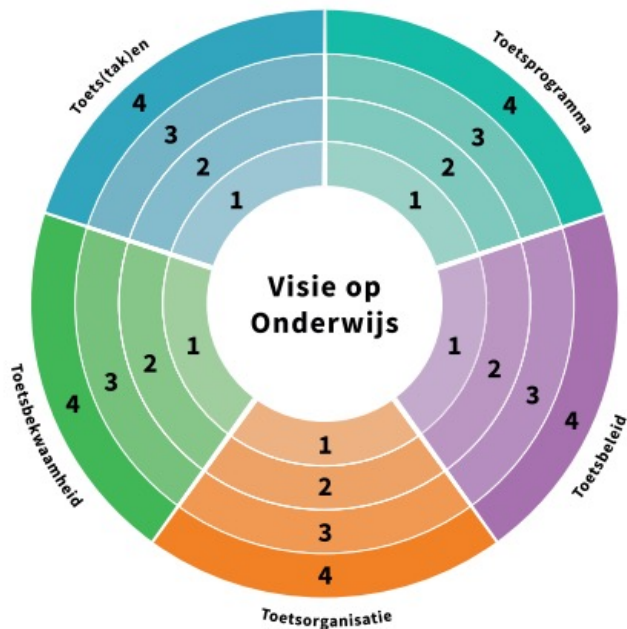 Toets(tak)en
4
3
2
1
Toetsprogramma
4
3
2
1
Visie op
Onderwijs
Toetsbekwaamheid
4
3
2
1
Toetsbeleid
1
2
3
4
1
2
3
4
Toetsorganisatie